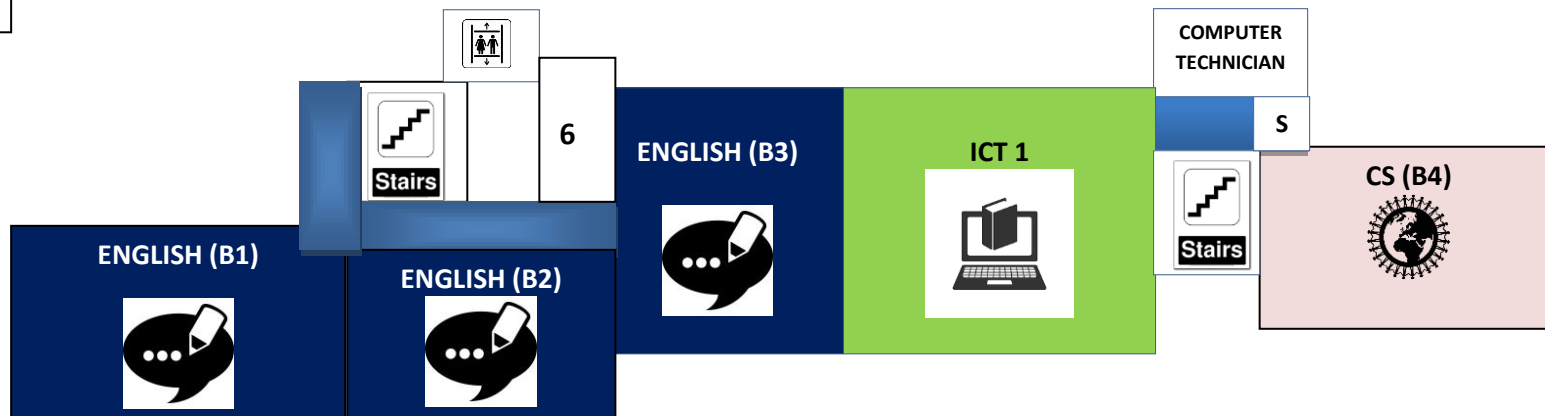 COMPUTER
TECHNICIAN
S
6
Stairs
ENGLISH (B3)
ICT 1
CS (B4)
Stairs
ENGLISH (B1)
ENGLISH (B2)